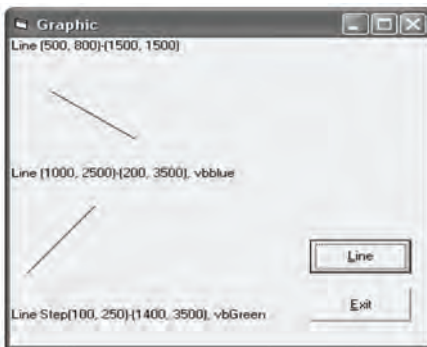 Graphic
Line (500, 800)-(1500, 1500)
Line (1000, 2500)-(200, 3500), vbblue
Line
Exit
Line Step(100, 250)-(1400, 3500), vbGreen